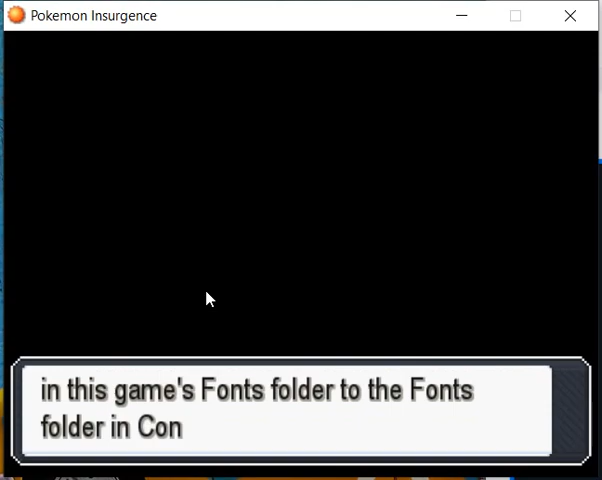 Pokemon Insurgence
in this game's Fonts folder to the Fonts
folder in Con